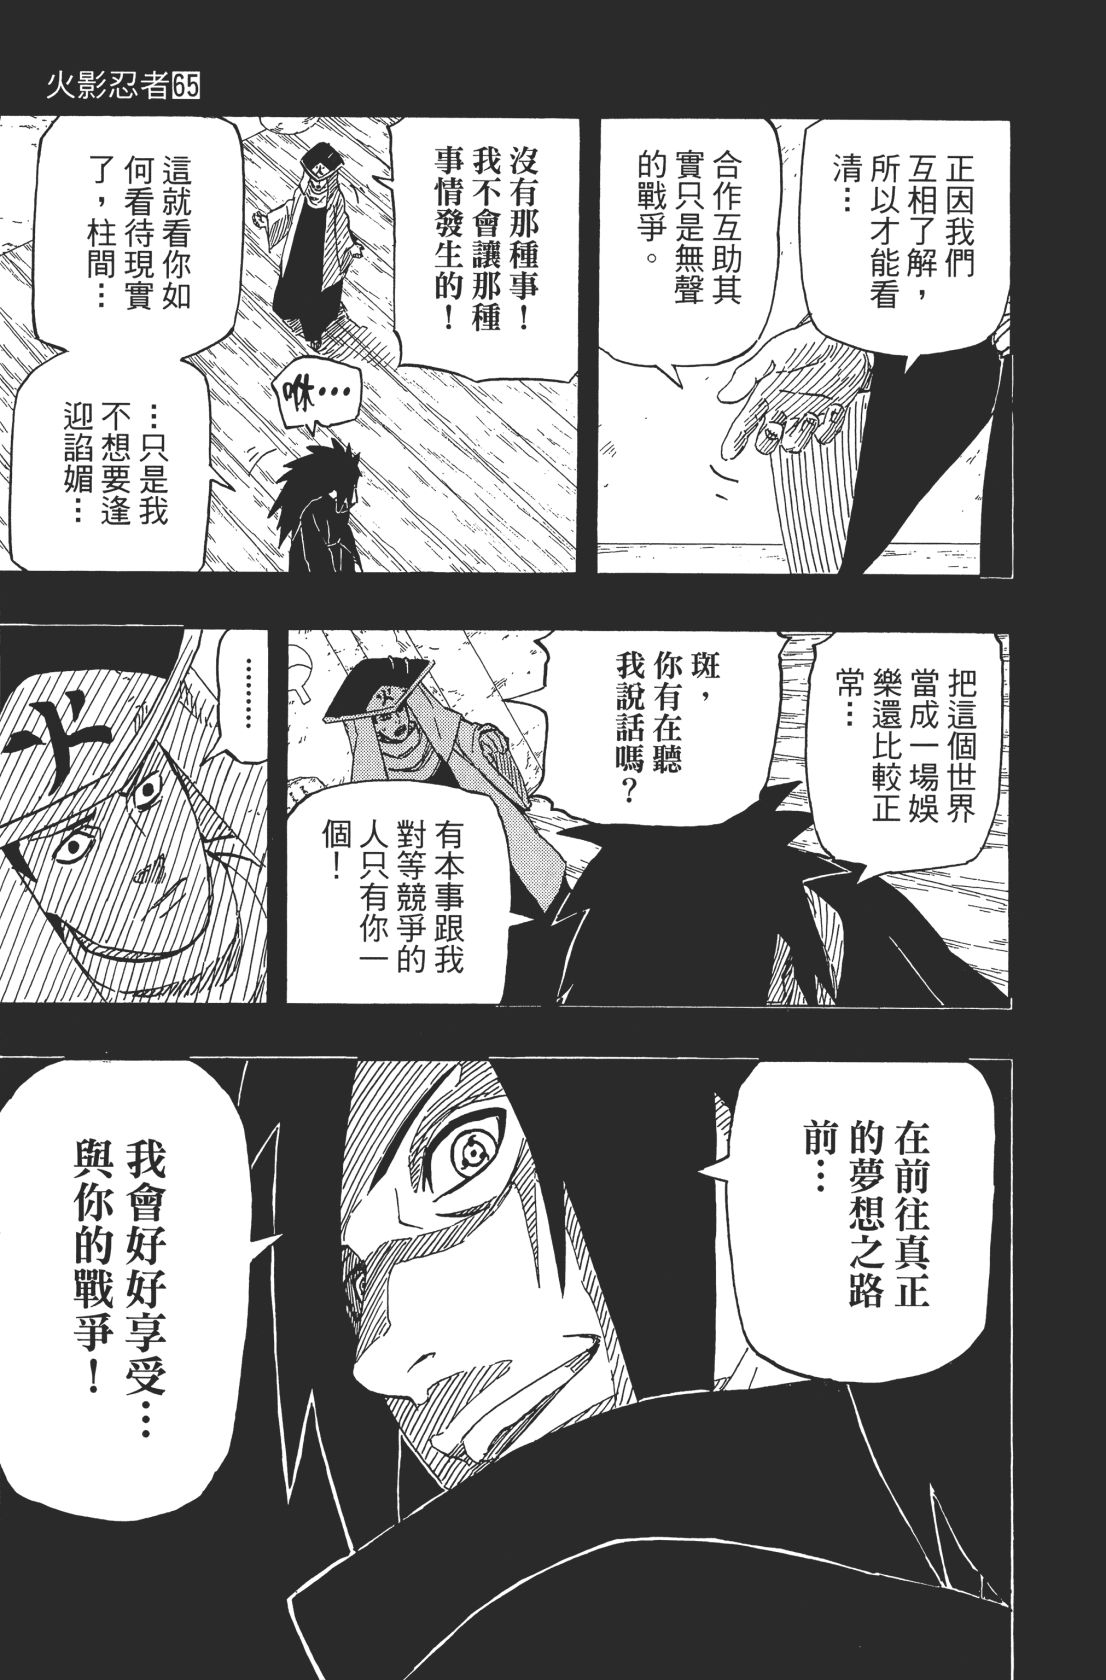 火影忍者65
正因我們
互相了解，
所以才能看
清…
合作互助其
實只是無聲
的戰爭。
沒有那種事！
我不會讓那種
事情發生的！
這就看你如
何看待現實
了，柱間…
咻…
…只是我
不想要逢
迎諂媚…
把這個世界
當成一場娛
樂還比較正
常…
斑，
你有在聽
我說話嗎？
有本事跟我
對等競爭的
人只有你一
個！
………
火
在前往真正
的夢想之路
前…
我會好好享受…
與你的戰爭！